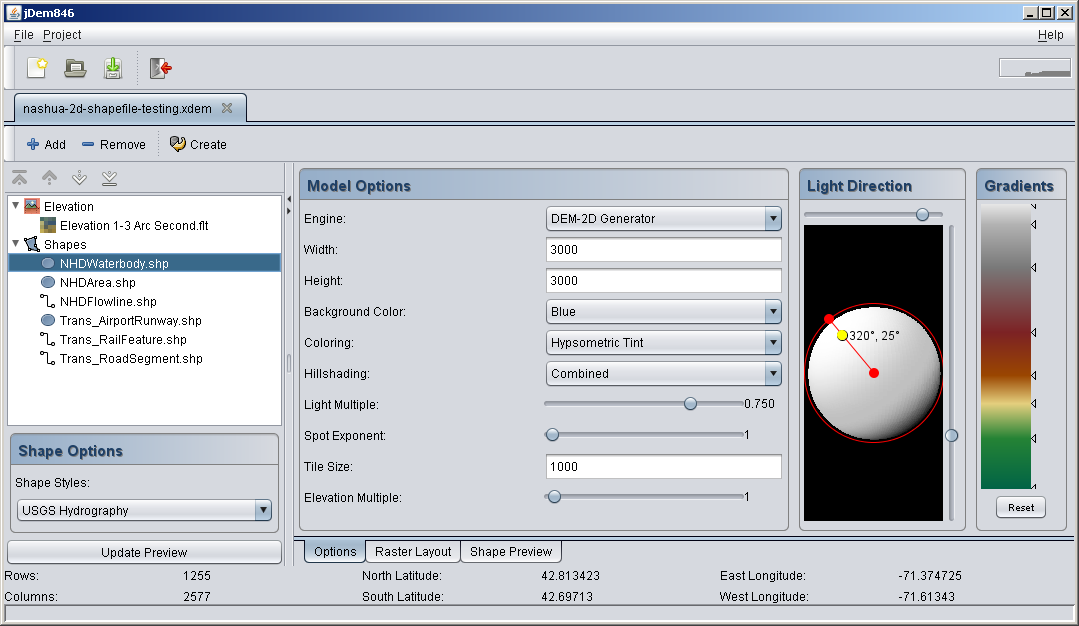 jDem846
File Project Help
nashua-2d-shapefile-testing.xdem
Add Remove Create
Elevation
Elevation 1-3 Arc Second.flt
Shapes
NHDWaterbody.shp
NHDArea.shp
NHDFlowline.shp
Trans_AirportRunway.shp
Trans_RailFeature.shp
Trans_RoadSegment.shp
Shape Options
Shape Styles:
USGS Hydrography
Update Preview
Model Options
Engine: DEM-2D Generator
Width: 3000
Height: 3000
Background Color: Blue
Coloring: Hypsometric Tint
Hillshading: Combined
Light Multiple: 0.750
Spot Exponent: 1
Tile Size: 1000
Elevation Multiple: 1
Light Direction
320°, 25°
Gradients
Reset
Options Raster Layout Shape Preview
Rows: 1255 North Latitude: 42.813423 East Longitude: -71.374725
Columns: 2577 South Latitude: 42.69713 West Longitude: -71.61343